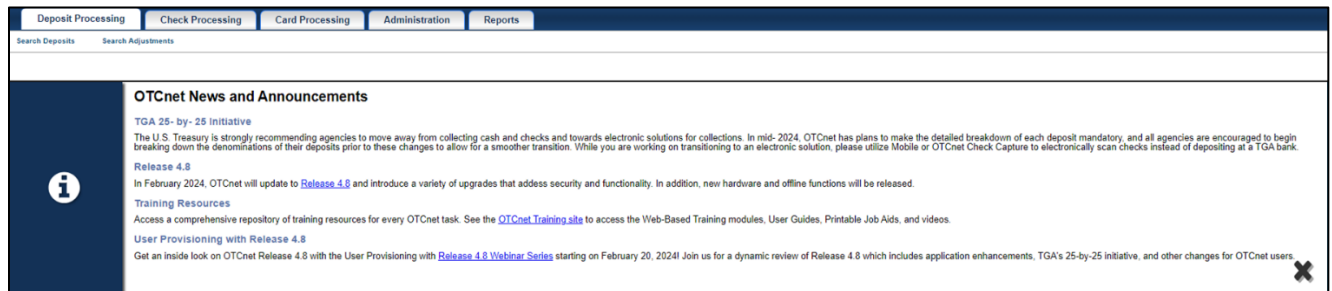 Deposit Processing Check Processing Card Processing Administration Reports
Search Deposits Search Adjustments
OTCnet News and Announcements
TGA 25- by- 25 Initiative
The U.S. Treasury is strongly recommending agencies to move away from collecting cash and checks and towards electronic solutions for collections. In mid- 2024, OTCnet has plans to make the detailed breakdown of each deposit mandatory, and all agencies are encouraged to begin
breaking down the denominations of their deposits prior to these changes to allow for a smoother transition. While you are working on transitioning to an electronic solution, please utilize Mobile or OTCnet Check Capture to electronically scan checks instead of depositing at a TGA bank.
Release 4.8
In February 2024, OTCnet will update to Release 4.8 and introduce a variety of upgrades that address security and functionality. In addition, new hardware and offline functions will be released.
Training Resources
Access a comprehensive repository of training resources for every OTCnet task. See the OTCnet Training site to access the Web-Based Training modules, User Guides, Printable Job Aids, and videos.
User Provisioning with Release 4.8
Get an inside look on OTCnet Release 4.8 with the User Provisioning with Release 4.8 Webinar Series starting on February 20, 2024! Join us for a dynamic review of Release 4.8 which includes application enhancements, TGA's 25-by-25 initiative, and other changes for OTCnet users.